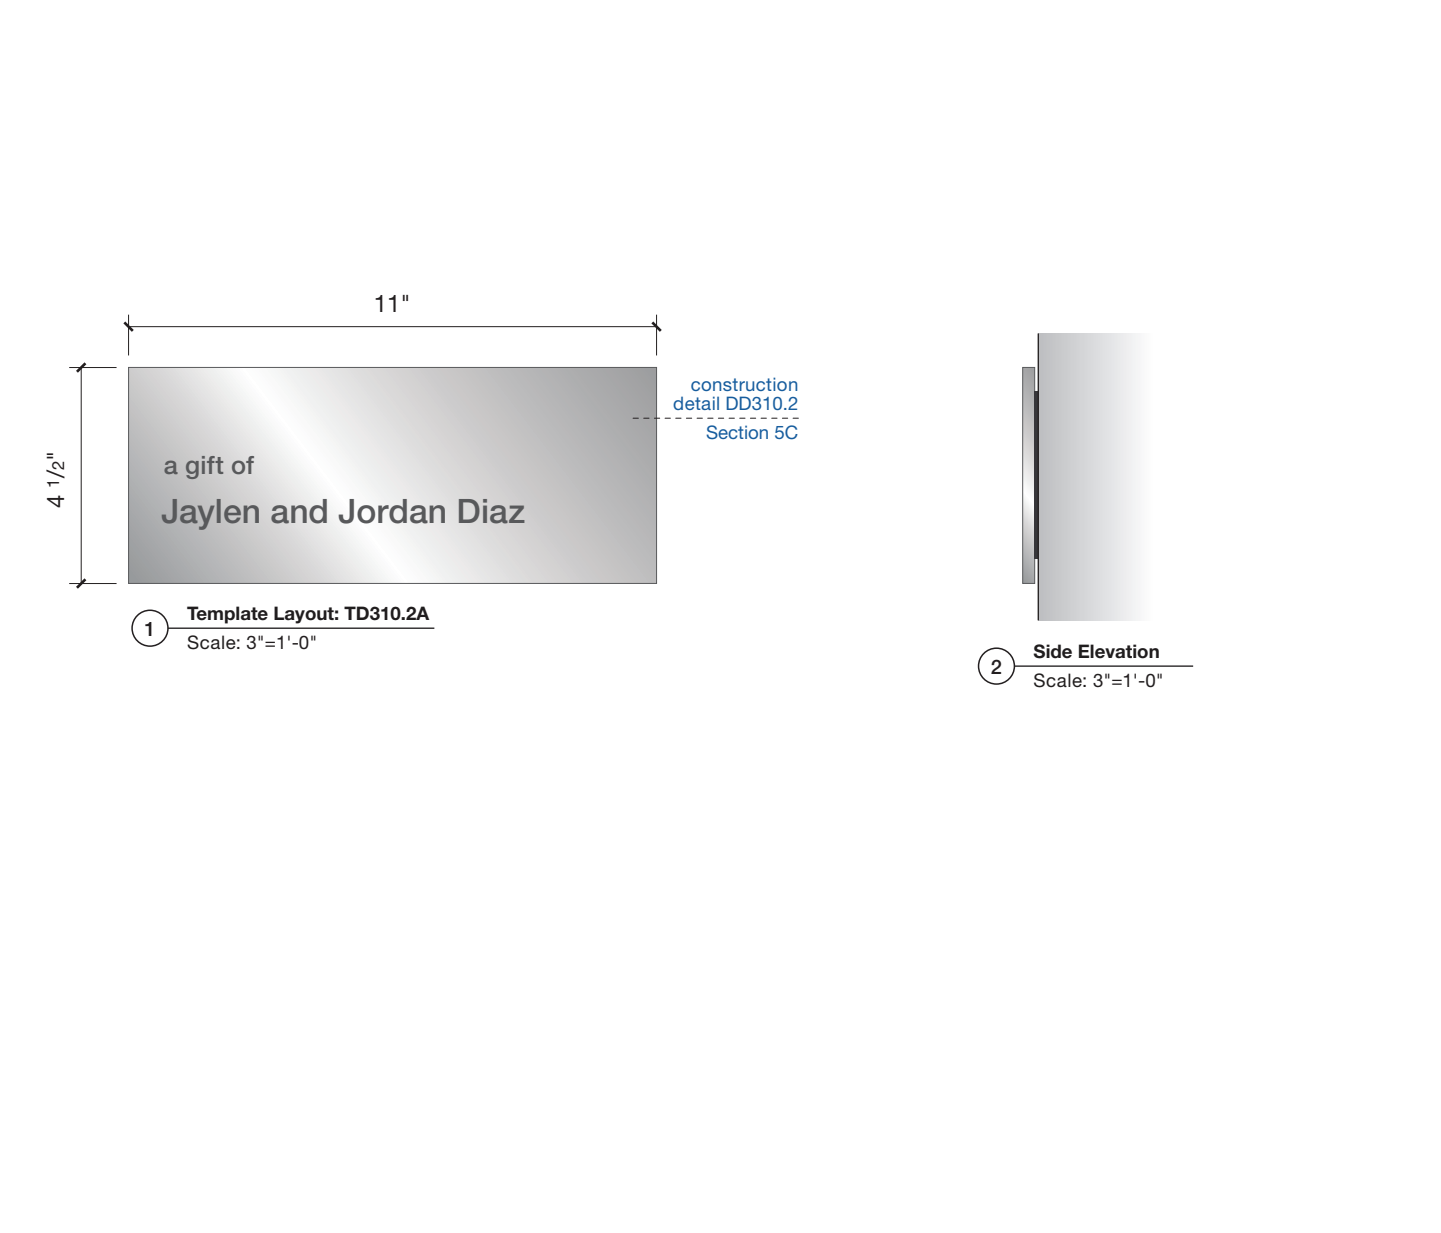 11"
4 1/2"
construction
detail DD310.2
Section 5C
a gift of
Jaylen and Jordan Diaz
1
Template Layout: TD310.2A
Scale: 3"=1'-0"
2
Side Elevation
Scale: 3"=1'-0"